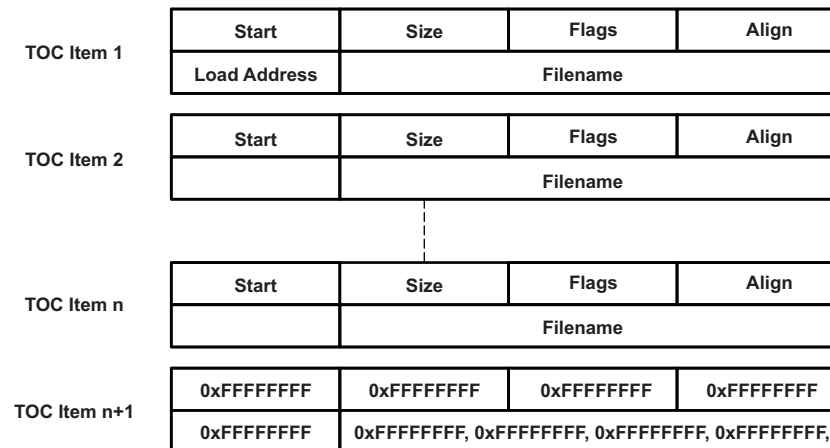 Start Size Flags Align
TOC Item 1
Load Address Filename
Start Size Flags Align
TOC Item 2
Filename
Start Size Flags Align
TOC Item n
Filename
0xFFFFFFFF 0xFFFFFFFF 0xFFFFFFFF 0xFFFFFFFF
TOC Item n+1
0xFFFFFFFF 0xFFFFFFFF, 0xFFFFFFFF, 0xFFFFFFFF, 0xFFFFFFFF,